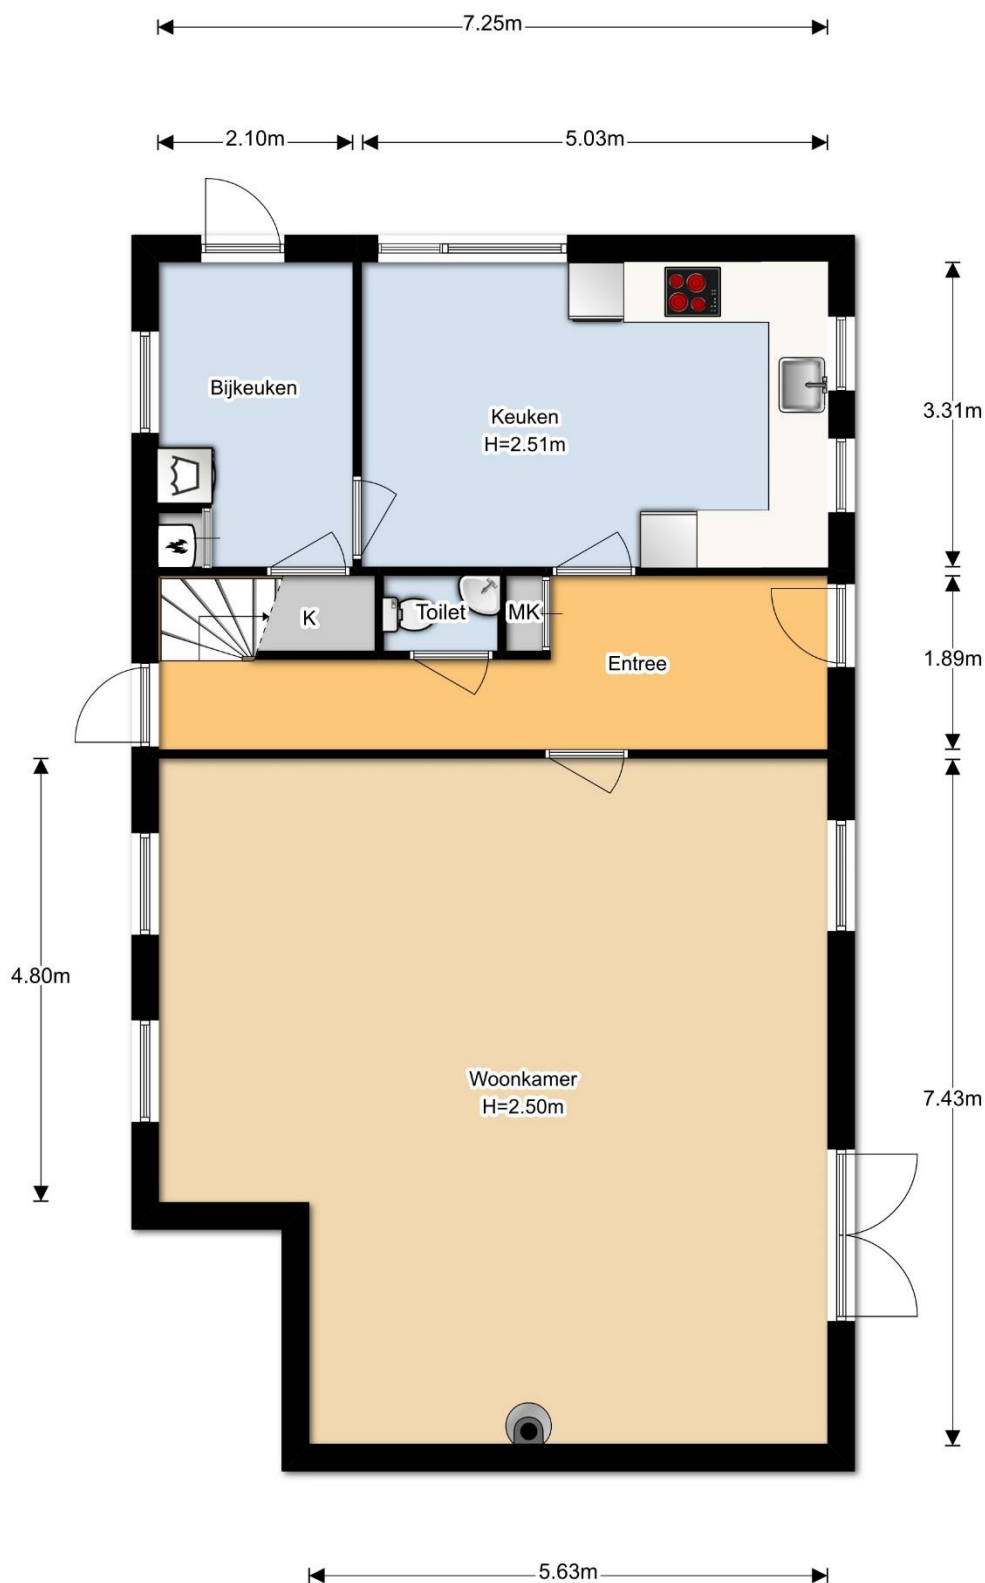 7.25m
2.10m
5.03m
Bijkeuken
Keuken
H=2.51m
3.31m
K
Toilet
MK
Entree
1.89m
4.80m
Woonkamer
H=2.50m
7.43m
5.63m